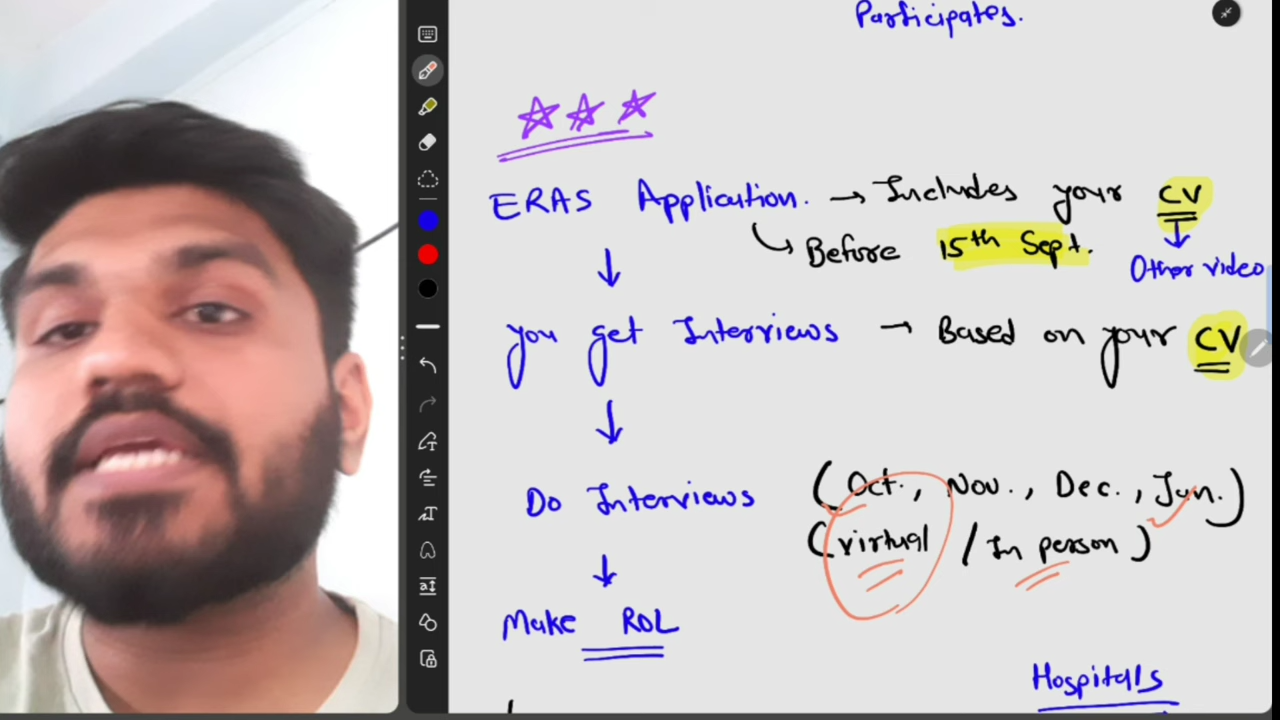 Participates.
ERAS Application. → Includes your CV
Before 15th Sept.
Other video
you get Interviews → Based on your CV
Do Interviews (Oct., Nov., Dec., Jan.)
(virtual / In person)
Make ROL
Hospitals